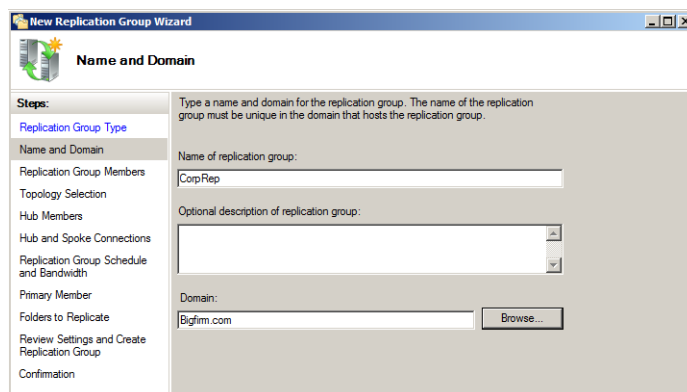 New Replication Group Wizard
Name and Domain
Steps:
Replication Group Type
Name and Domain
Replication Group Members
Topology Selection
Hub Members
Hub and Spoke Connections
Replication Group Schedule
and Bandwidth
Primary Member
Folders to Replicate
Review Settings and Create
Replication Group
Confirmation
Type a name and domain for the replication group. The name of the replication
group must be unique in the domain that hosts the replication group.
Name of replication group:
CorpRep
Optional description of replication group:
Domain:
Bigfirm.com
Browse...